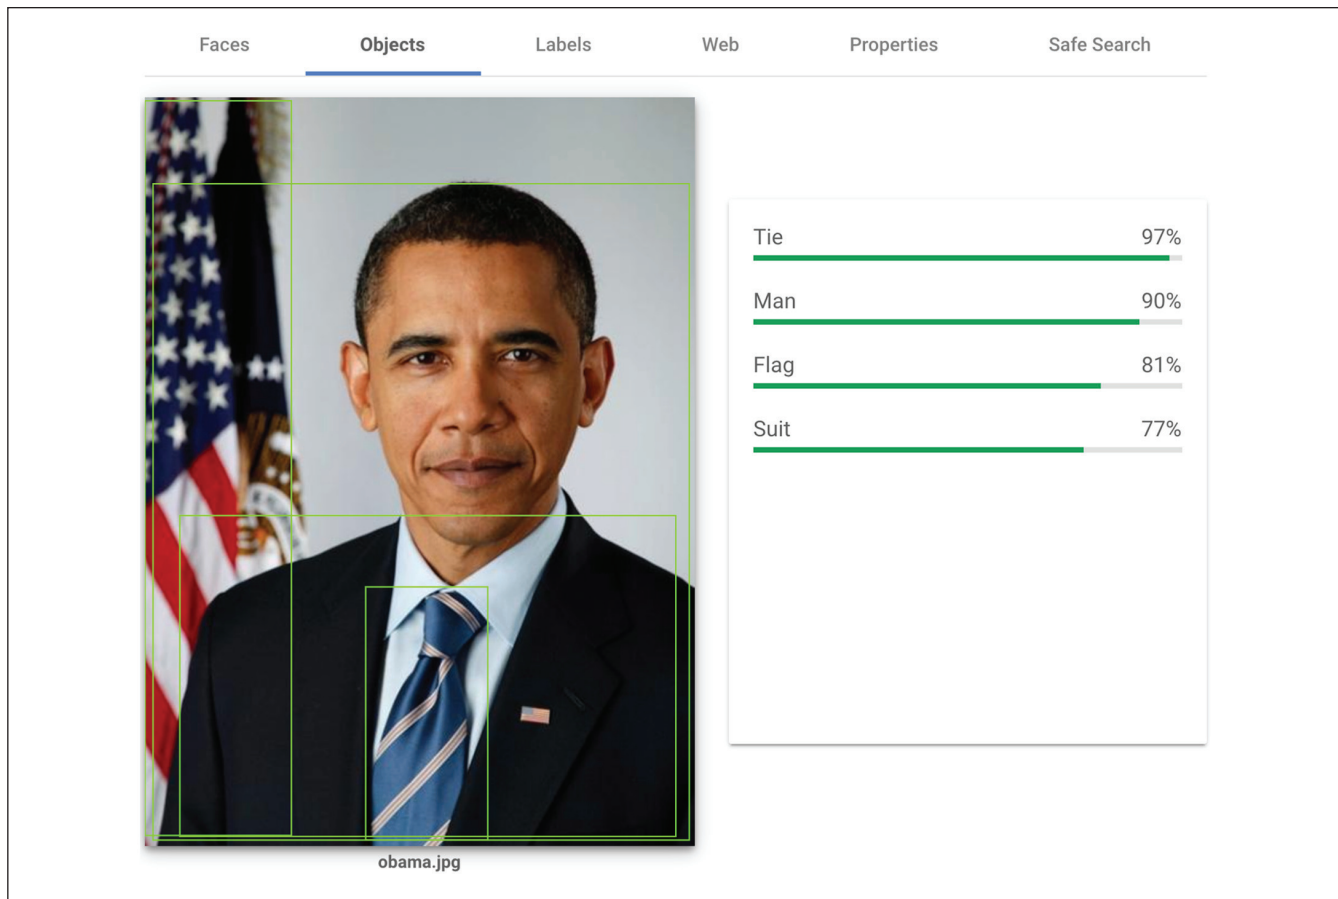 Faces Objects Labels Web Properties Safe Search
Tie 97%
Man 90%
Flag 81%
Suit 77%
obama.jpg